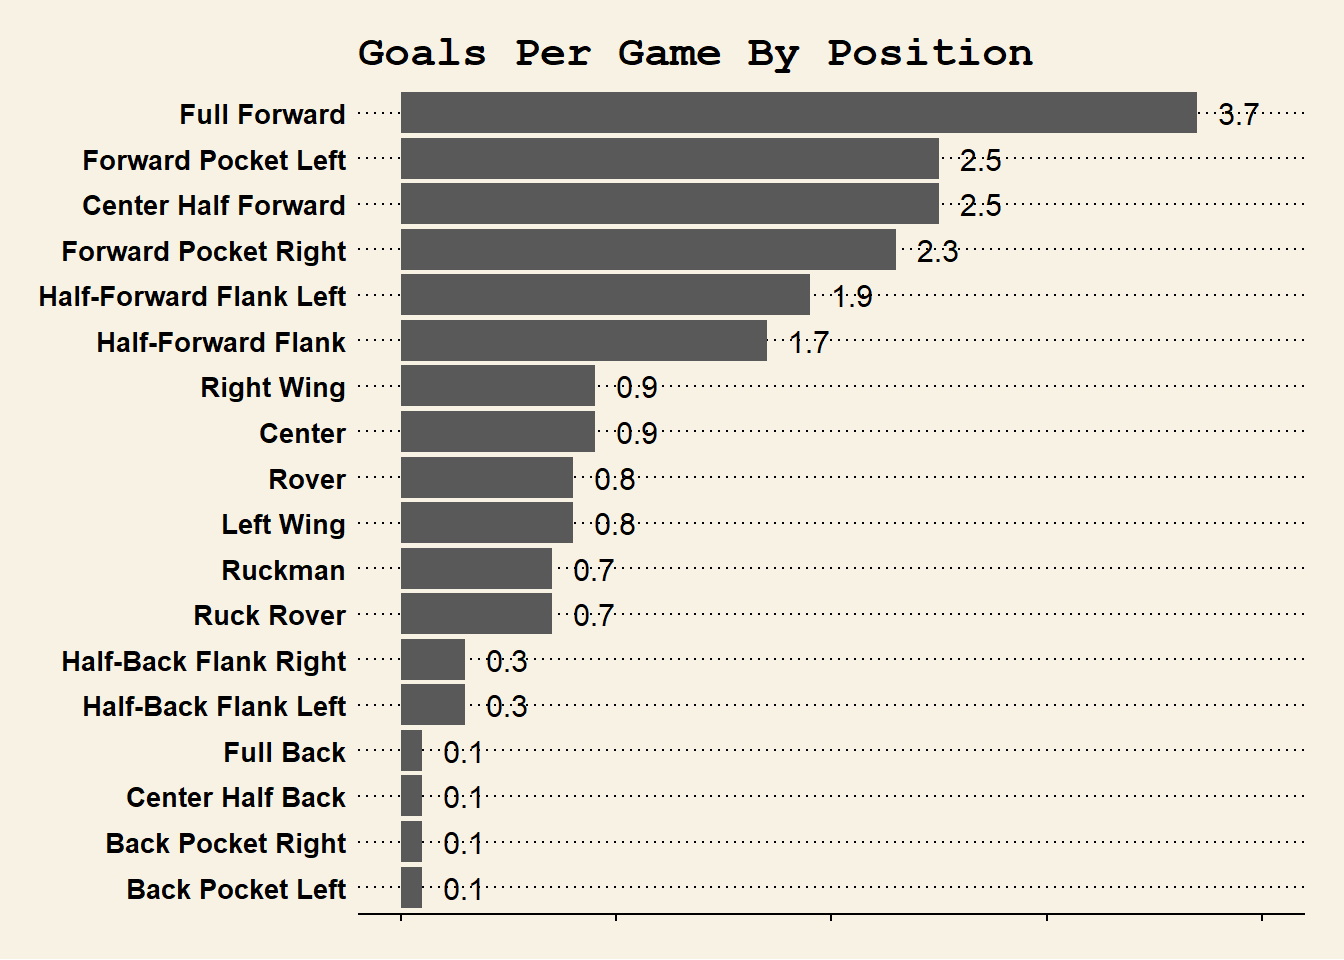 Goals Per Game By Position
Full Forward 3.7
Forward Pocket Left 2.5
Center Half Forward 2.5
Forward Pocket Right 2.3
Half-Forward Flank Left 1.9
Half-Forward Flank 1.7
Right Wing 0.9
Center 0.9
Rover 0.8
Left Wing 0.8
Ruckman 0.7
Ruck Rover 0.7
Half-Back Flank Right 0.3
Half-Back Flank Left 0.3
Full Back 0.1
Center Half Back 0.1
Back Pocket Right 0.1
Back Pocket Left 0.1